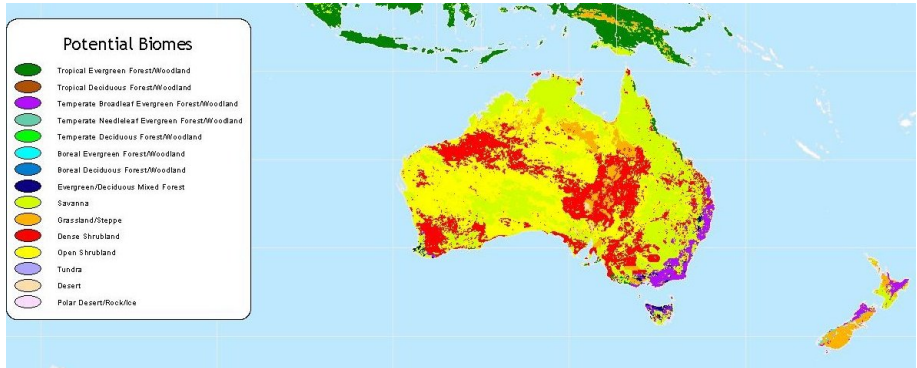 Potential Biomes
Tropical Evergreen Forest/Woodland
Tropical Deciduous Forest/Woodland
Temperate Broadleaf Evergreen Forest/Woodland
Temperate Needleleaf Evergreen Forest/Woodland
Temperate Deciduous Forest/Woodland
Boreal Evergreen Forest/Woodland
Boreal Deciduous Forest/Woodland
Evergreen/Deciduous Mixed Forest
Savanna
Grassland/Steppe
Dense Shrubland
Open Shrubland
Tundra
Desert
Polar Desert/Rock/Ice